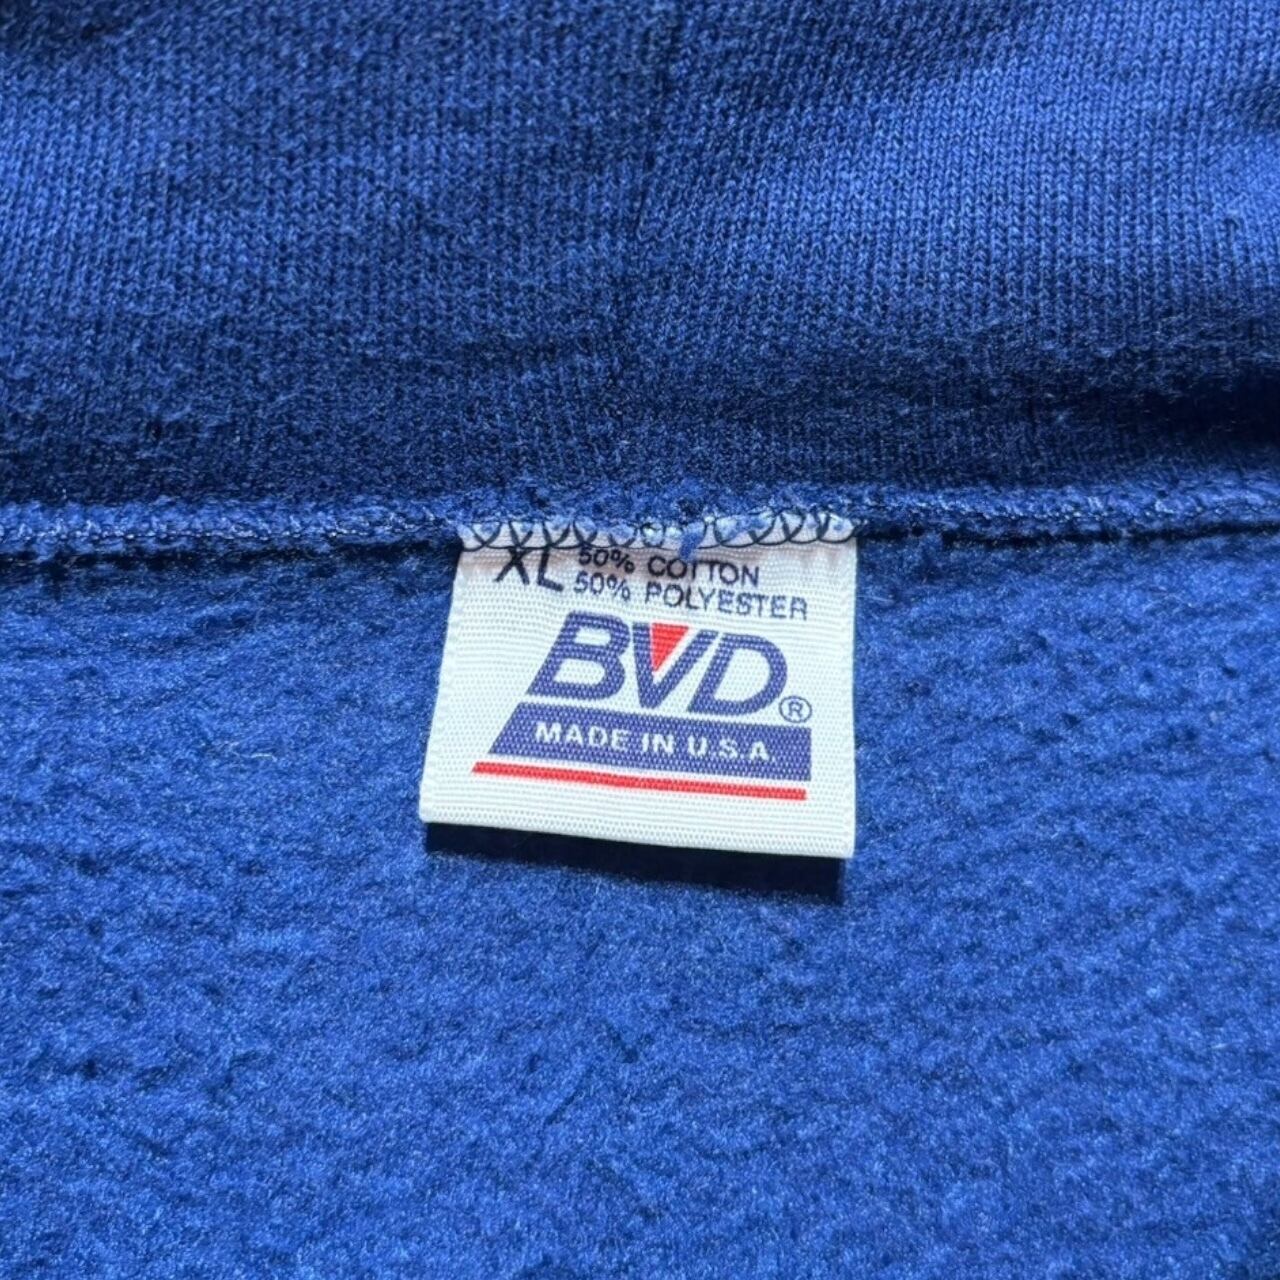 XL 50% COTTON
50% POLYESTER
BVD®
MADE IN U.S.A.